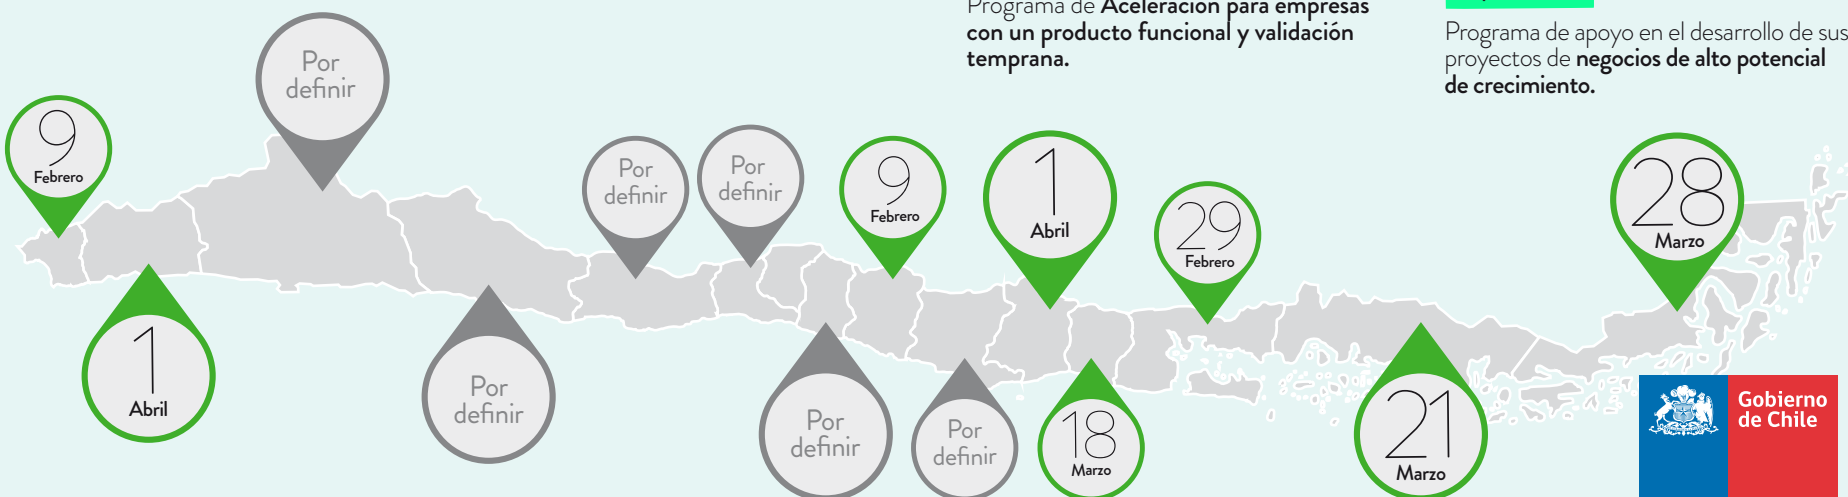 Programa de Aceleración para empresas
con un producto funcional y validación
temprana.
Programa de apoyo en el desarrollo de sus
proyectos de negocios de alto potencial
de crecimiento.
9
Febrero
Por
definir
Por
definir
Por
definir
9
Febrero
1
Abril
29
Febrero
28
Marzo
1
Abril
Por
definir
Por
definir
Por
definir
18
Marzo
21
Marzo
Gobierno
de Chile